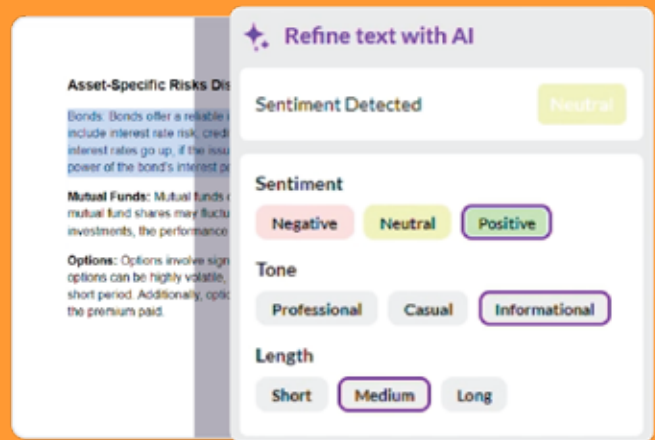 Asset-Specific Risks Dis
Bonds: Bonds offer a reliable
include interest rate risk, credi
interest rates go up, if the issu
power of the bond's interest pa
Mutual Funds: Mutual funds
mutual fund shares may fluctu
investments, the performance
Options: Options involve sign
options can be highly volatile,
short period. Additionally, optio
the premium paid.
Refine text with AI
Sentiment Detected
Neutral
Sentiment
Negative Neutral Positive
Tone
Professional Casual Informational
Length
Short Medium Long